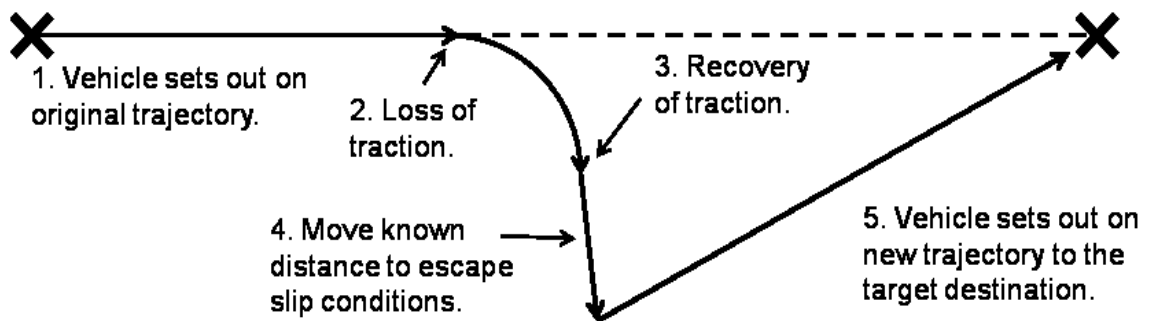 1. Vehicle sets out on
original trajectory.
2. Loss of
traction.
3. Recovery
of traction.
4. Move known
distance to escape
slip conditions.
5. Vehicle sets out on
new trajectory to the
target destination.